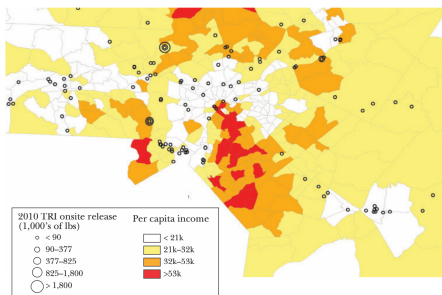 2010 TRI onsite release
(1,000's of lbs)
< 90
90–377
377–825
825–1,800
> 1,800
Per capita income
< 21k
21k–32k
32k–53k
>53k